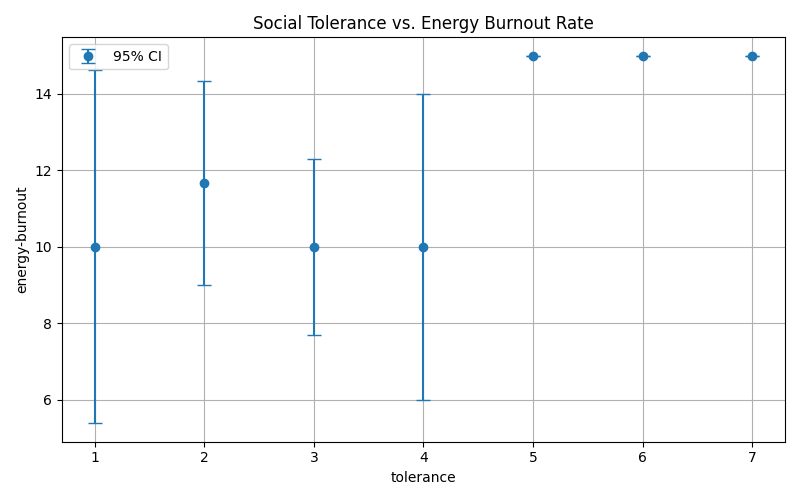 Social Tolerance vs. Energy Burnout Rate
95% CI
14
12
10
8
6
energy-burnout
1 2 3 4 5 6 7
tolerance